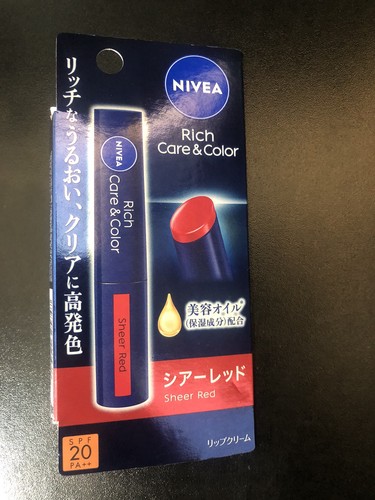 リッチなうるおい、クリアに高発色
NIVEA
Rich
Care & Color
NIVEA
Rich
Care & Color
Sheer Red
美容オイル*
(保湿成分)配合
シアーレッド
Sheer Red
SPF
20
PA++
リップクリーム